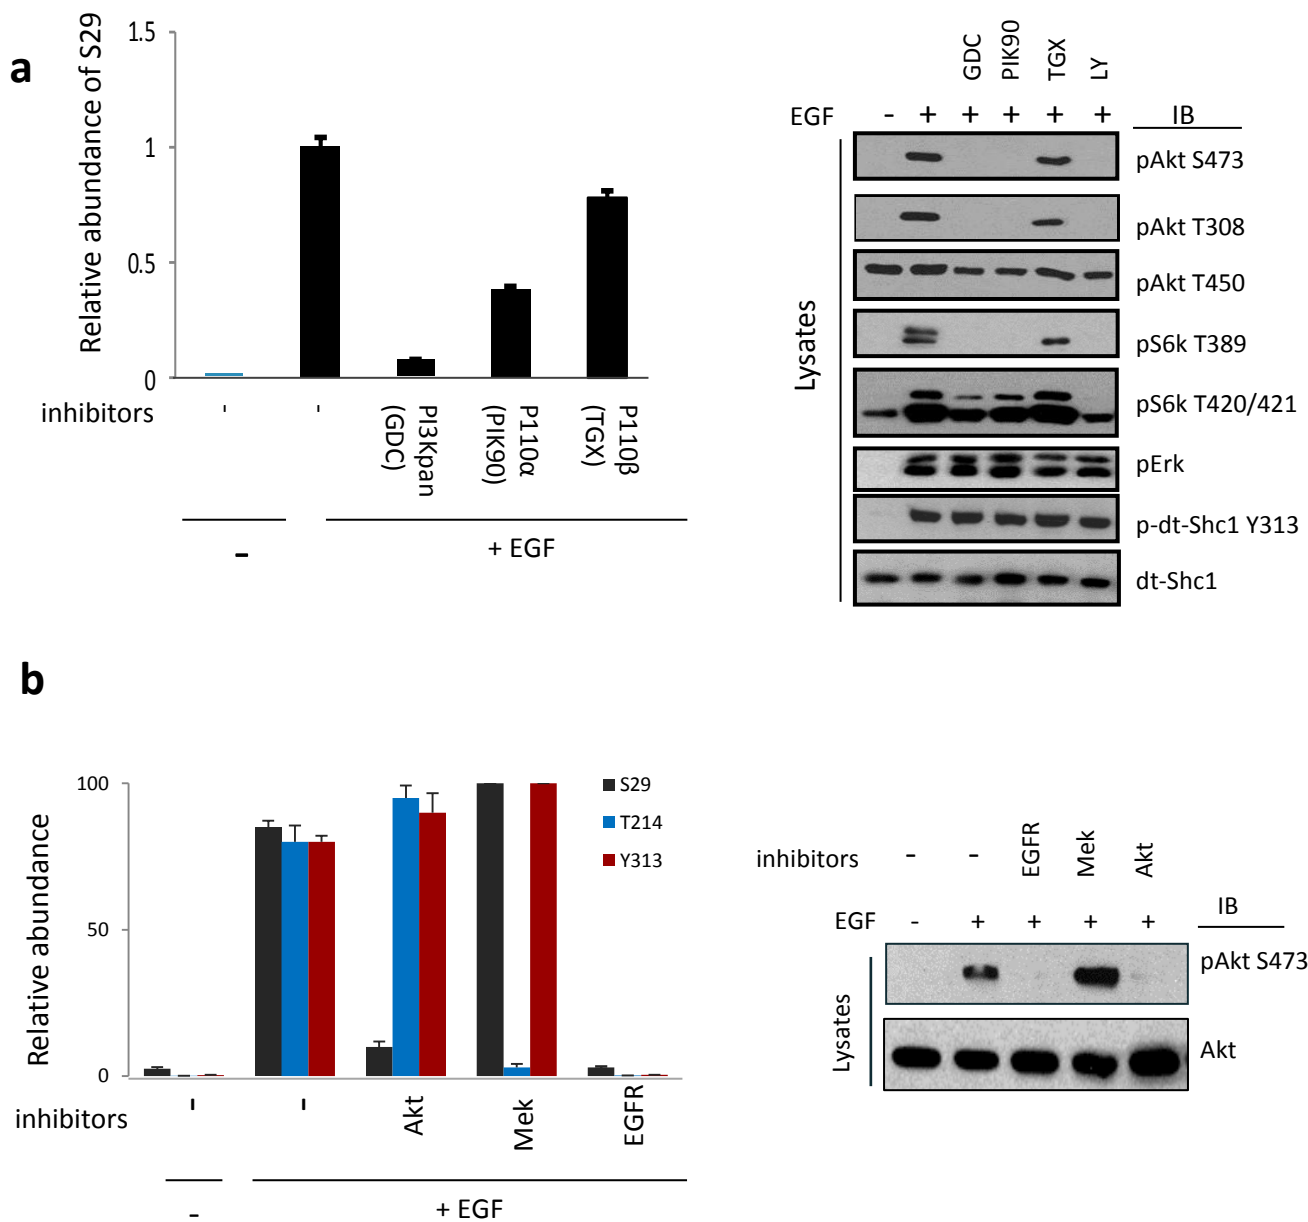 a
Relative abundance of S29
1.5
1
0.5
0
inhibitors
-
-
PI3Kpan
(GDC)
P110α
(PIK90)
P110β
(TGX)
-
+ EGF
GDC
PIK90
TGX
LY
EGF - + + + + + IB
Lysates
pAkt S473
pAkt T308
pAkt T450
pS6k T389
pS6k T420/421
pErk
p-dt-Shc1 Y313
dt-Shc1
b
Relative abundance
100
50
0
S29
T214
Y313
inhibitors
-
-
Akt
Mek
EGFR
-
+ EGF
inhibitors - - EGFR Mek Akt
EGF - + + + + IB
Lysates
pAkt S473
Akt